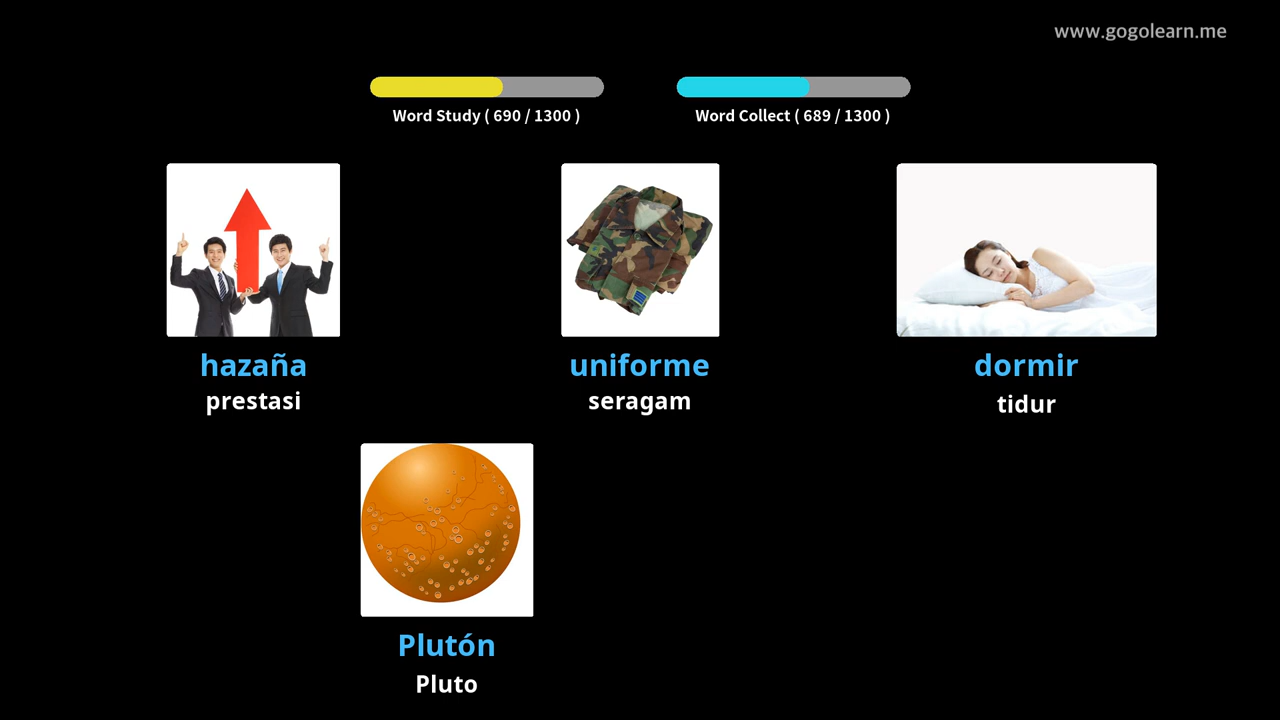 www.gogolearn.me
Word Study ( 690 / 1300 )
Word Collect ( 689 / 1300 )
hazaña
prestasi
uniforme
seragam
dormir
tidur
Plutón
Pluto